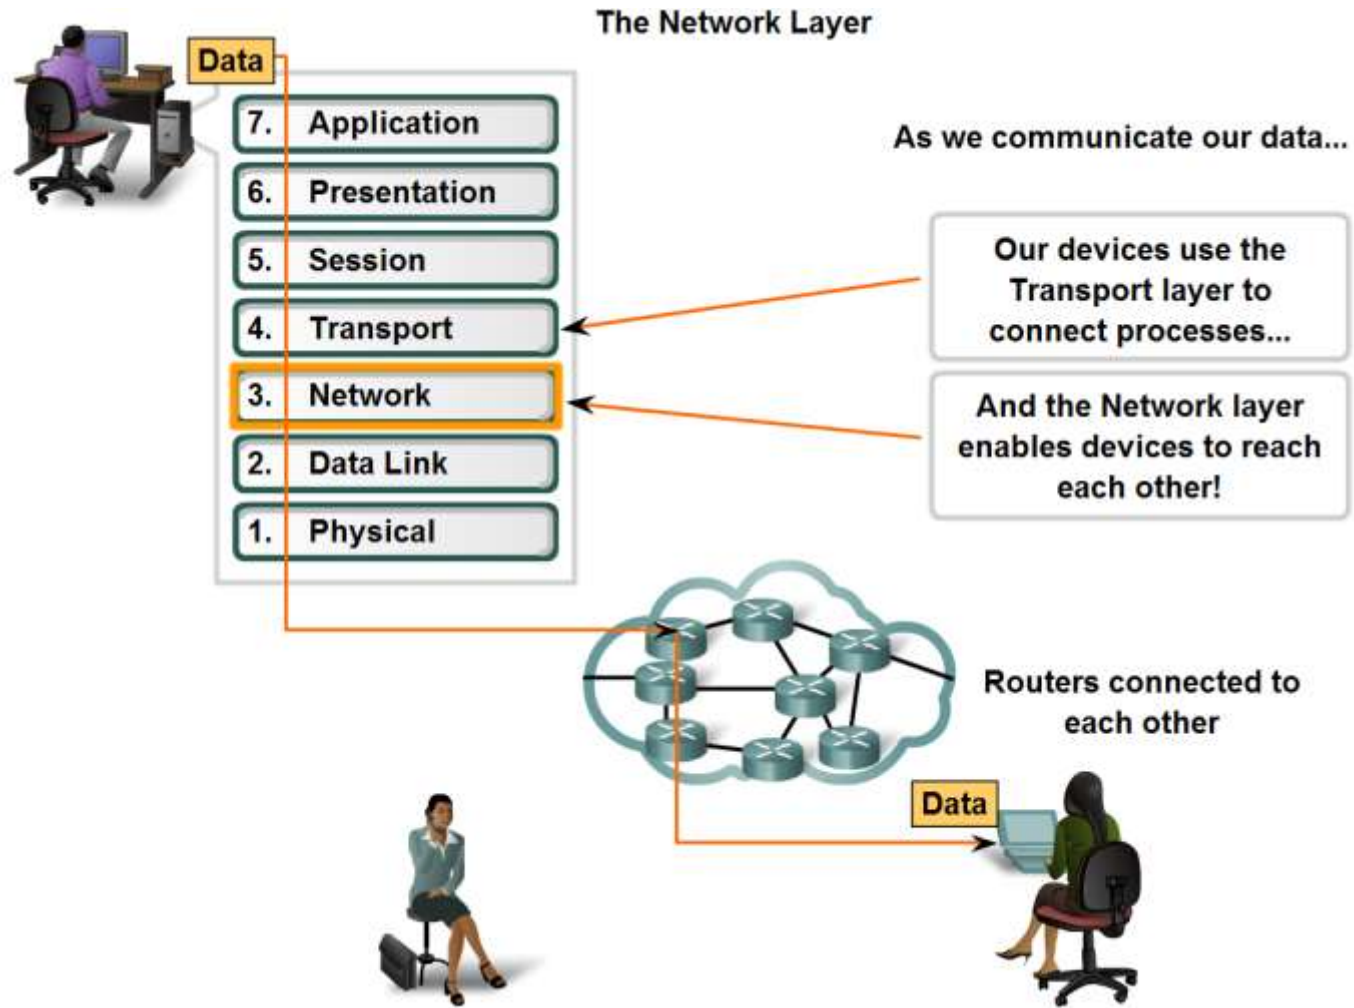 The Network Layer
Data
7. Application
6. Presentation
5. Session
4. Transport
3. Network
2. Data Link
1. Physical
As we communicate our data...
Our devices use the
Transport layer to
connect processes...
And the Network layer
enables devices to reach
each other!
Routers connected to
each other
Data